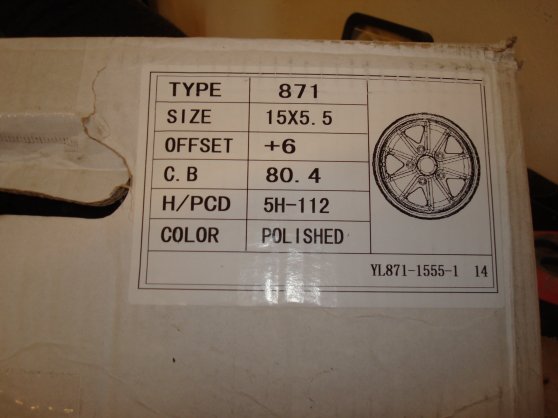 TYPE 871
SIZE 15X5.5
OFFSET +6
C.B 80.4
H/PCD 5H-112
COLOR POLISHED
YL871-1555-1 14